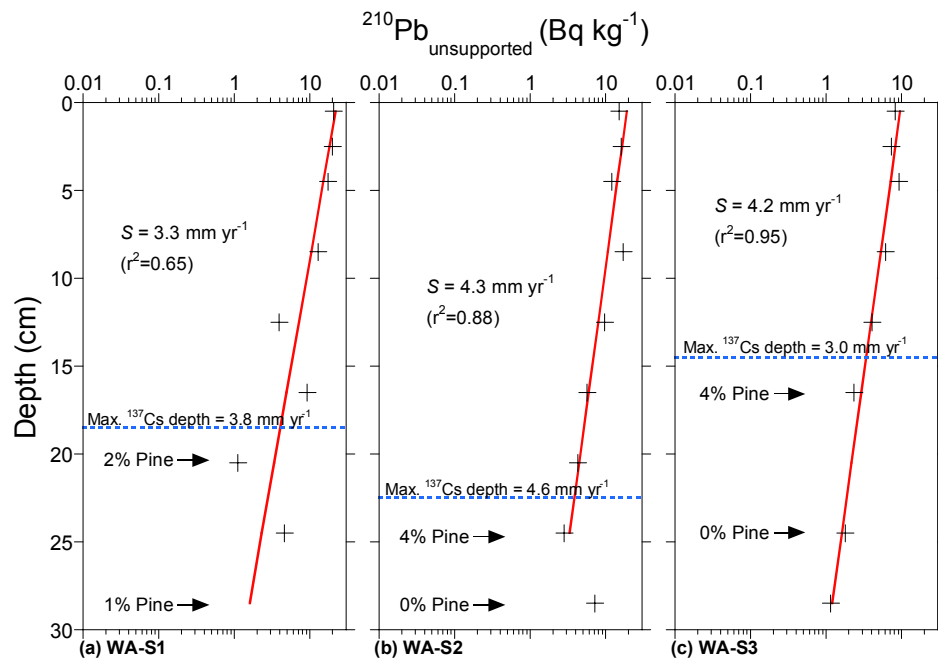 ²¹⁰Pb unsupported (Bq kg⁻¹)
0.01 0.1 1 10 0.01 0.1 1 10 0.01 0.1 1 10
Depth (cm)
0
5
10
15
20
25
30
S = 3.3 mm yr⁻¹
(r²=0.65)
Max. ¹³⁷Cs depth = 3.8 mm yr⁻¹
2% Pine
1% Pine
(a) WA-S1
S = 4.3 mm yr⁻¹
(r²=0.88)
Max. ¹³⁷Cs depth = 4.6 mm yr⁻¹
4% Pine
0% Pine
(b) WA-S2
S = 4.2 mm yr⁻¹
(r²=0.95)
Max. ¹³⁷Cs depth = 3.0 mm yr⁻¹
4% Pine
0% Pine
(c) WA-S3